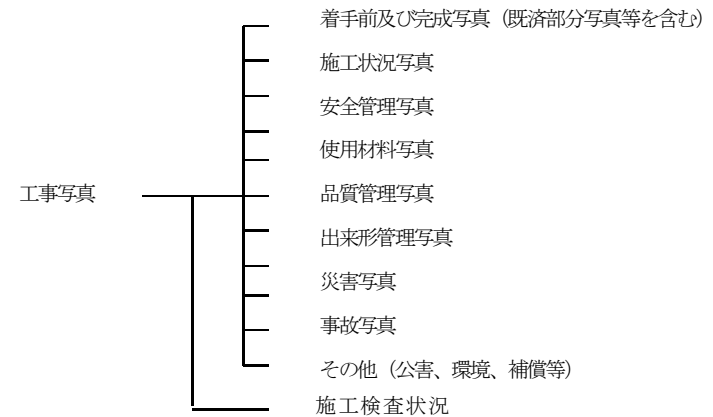 着手前及び完成写真（既済部分写真等を含む）
施工状況写真
安全管理写真
使用材料写真
工事写真
品質管理写真
出来形管理写真
災害写真
事故写真
その他（公害、環境、補償等）
施工検査状況